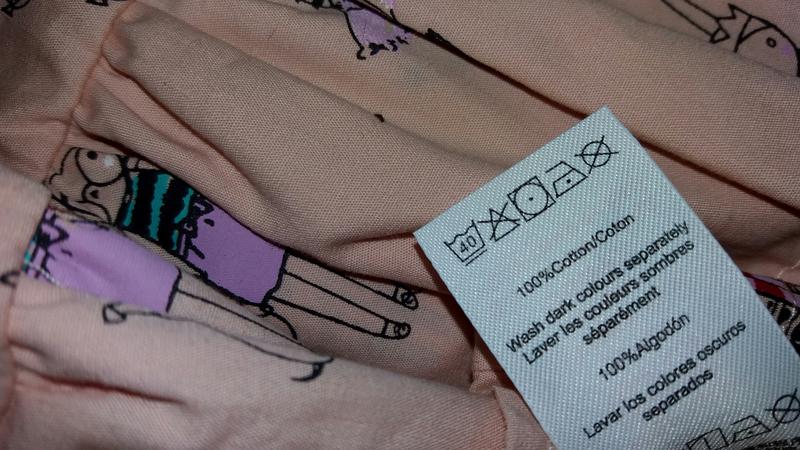 40
100%Cotton/Coton
Wash dark colours separately
Laver les couleurs sombres
séparément
100%Algodón
Lavar los colores oscuros
separados